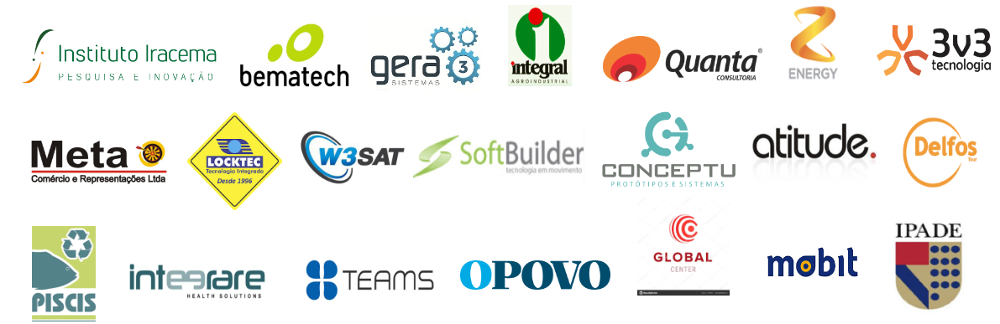 Instituto Iracema
PESQUISA E INOVAÇÃO
bematech
gera
3
SISTEMAS
integral
AGROINDUSTRIAL
Quanta®
CONSULTORIA
ENERGY
3v3
tecnologia
Meta
Comércio e Representações Ltda
LOCKTEC
Tecnologia Integrada
Desde 1996
W3SAT
SoftBuilder
tecnologia em movimento
CONCEPTU
PROTÓTIPOS E SISTEMAS
atitude.
Delfos
PISCIS
integrare
HEALTH SOLUTIONS
TEAMS
OPOVO
GLOBAL
CENTER
mobit
IPADE